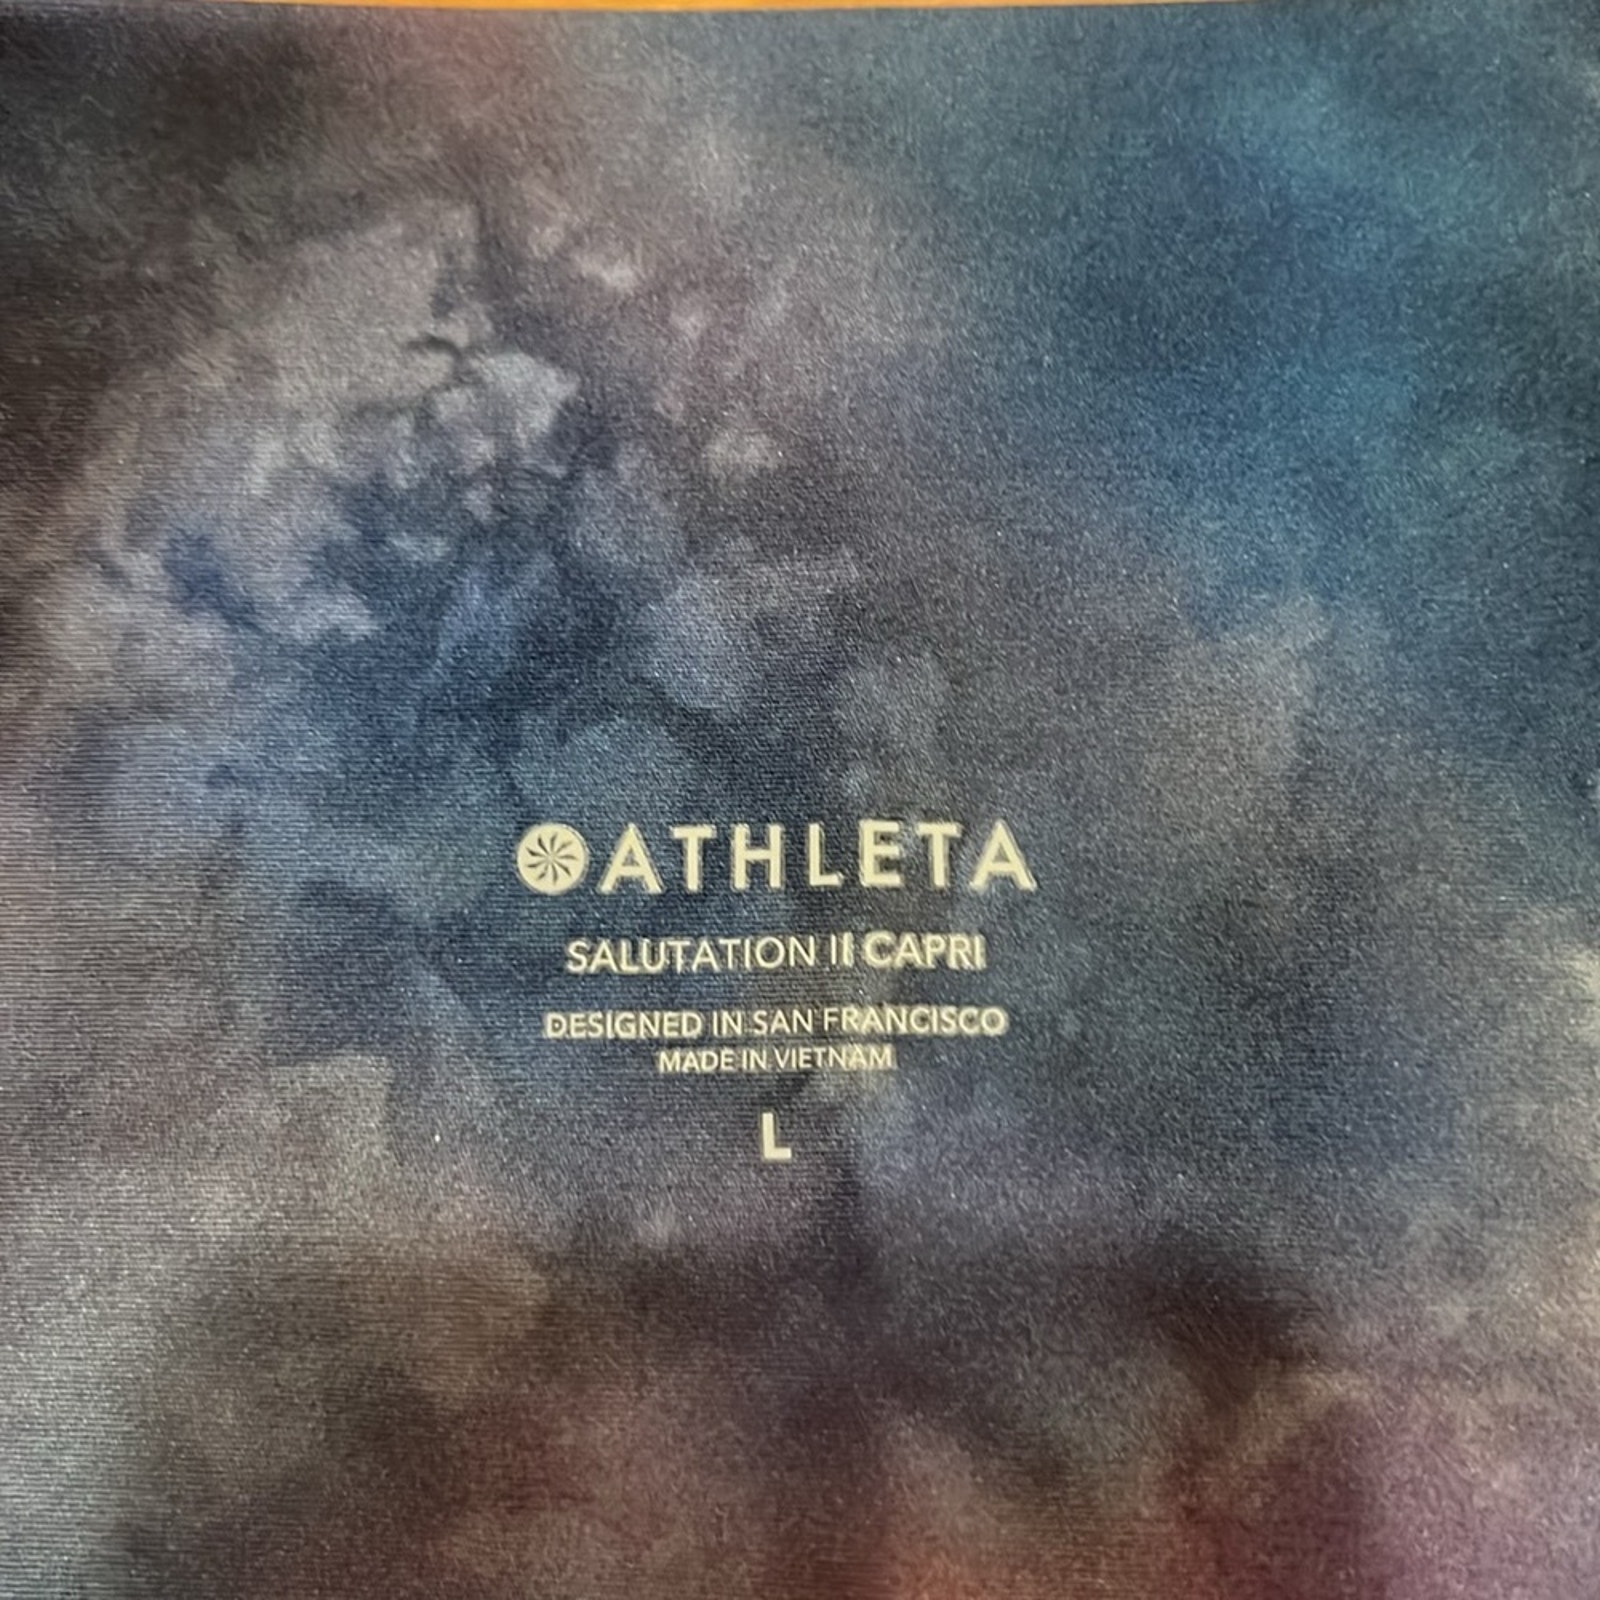 ATHLETA
SALUTATION II CAPRI
DESIGNED IN SAN FRANCISCO
MADE IN VIETNAM
L